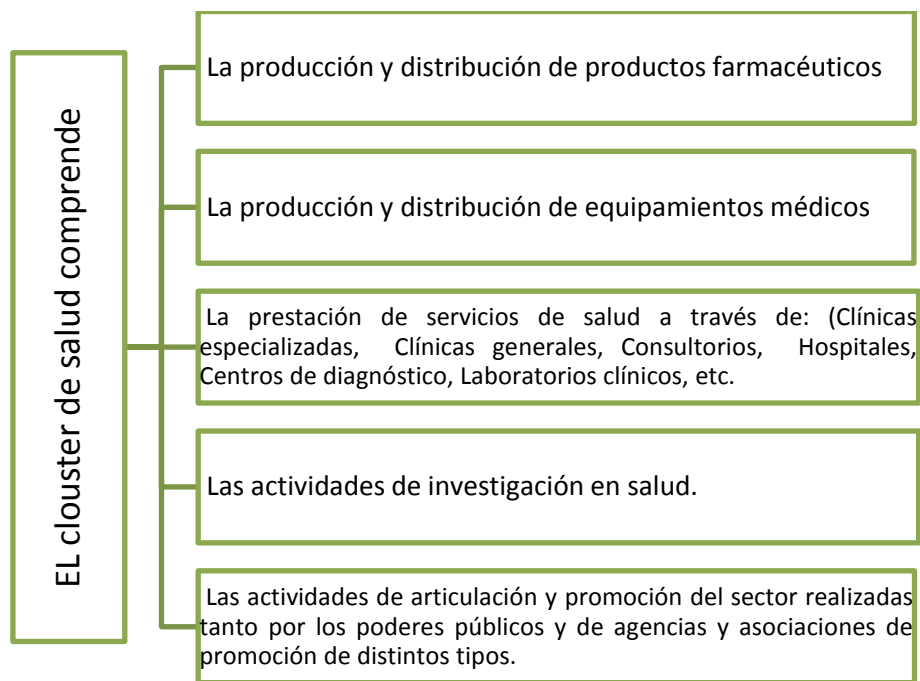 EL clouster de salud comprende
La producción y distribución de productos farmacéuticos
La producción y distribución de equipamientos médicos
La prestación de servicios de salud a través de: (Clínicas
especializadas, Clínicas generales, Consultorios, Hospitales,
Centros de diagnóstico, Laboratorios clínicos, etc.
Las actividades de investigación en salud.
Las actividades de articulación y promoción del sector realizadas
tanto por los poderes públicos y de agencias y asociaciones de
promoción de distintos tipos.